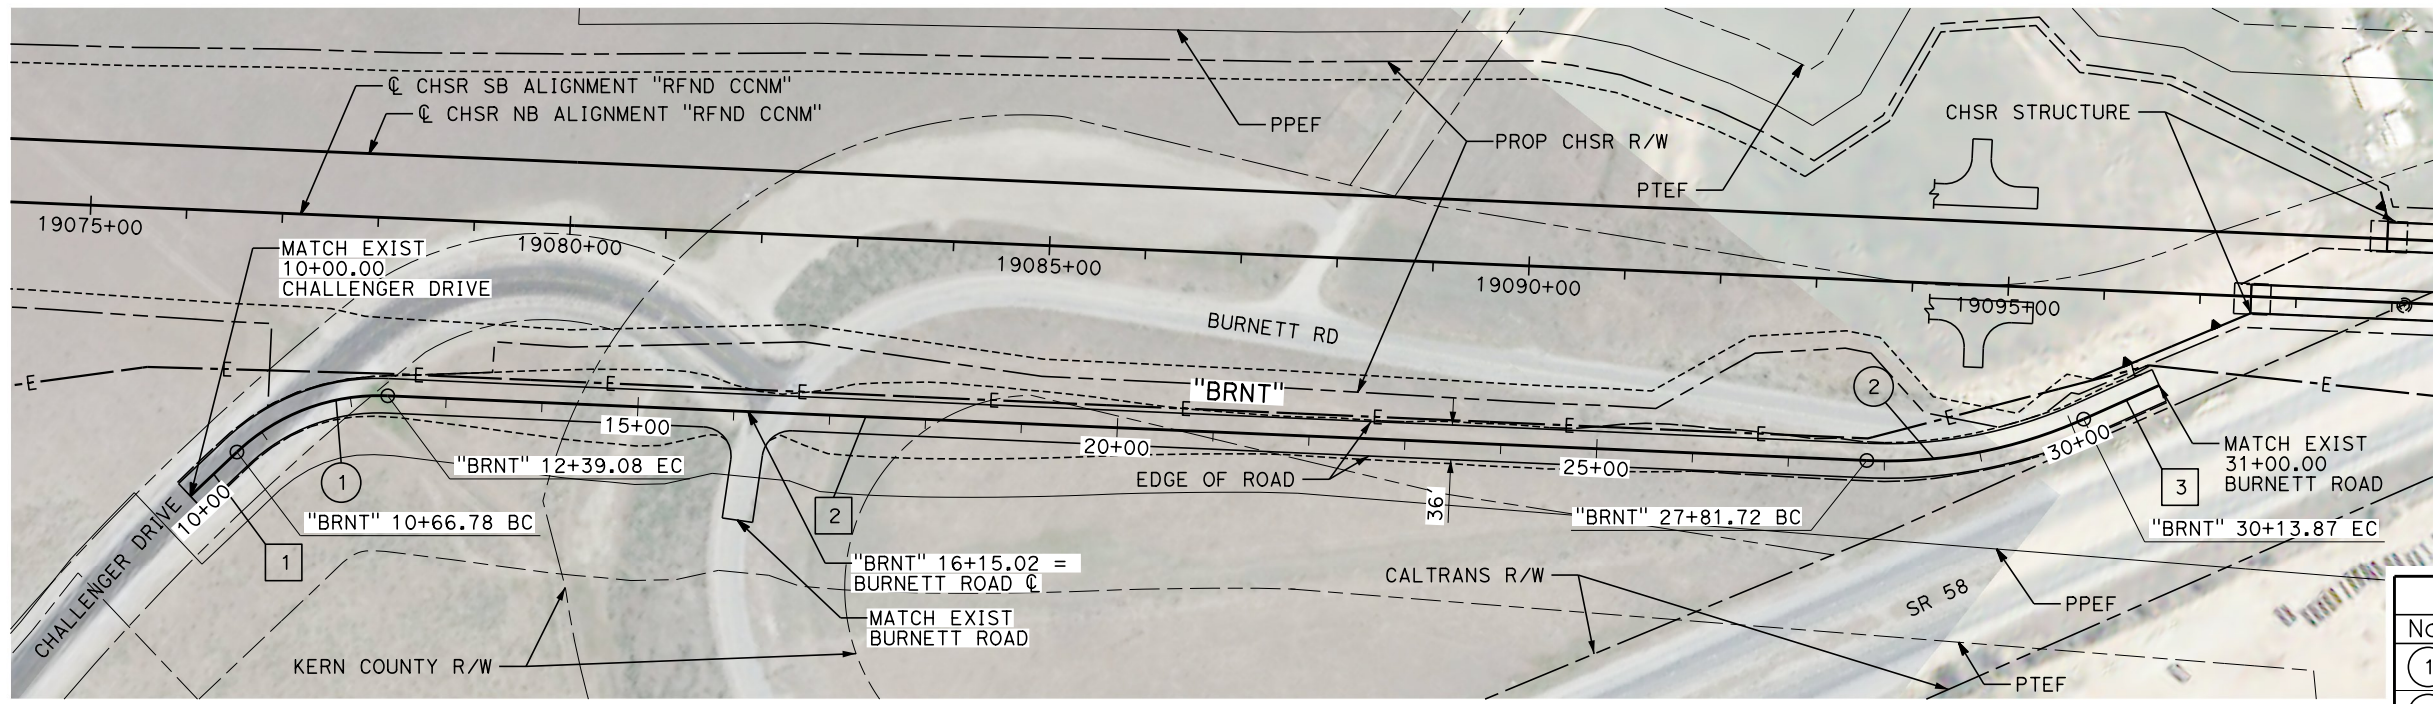 ℄ CHSR SB ALIGNMENT "RFND CCNM"
℄ CHSR NB ALIGNMENT "RFND CCNM"
PPEF
PROP CHSR R/W
PTEF
CHSR STRUCTURE
19075+00
19080+00
19085+00
19090+00
19095+00
MATCH EXIST
10+00.00
CHALLENGER DRIVE
BURNETT RD
"BRNT"
E
E
E
E
E
E
E
E
E
E
E
E
2
15+00
20+00
25+00
30+00
10+00
"BRNT" 12+39.08 EC
1
EDGE OF ROAD
36'
MATCH EXIST
31+00.00
BURNETT ROAD
3
2
"BRNT" 10+66.78 BC
"BRNT" 27+81.72 BC
"BRNT" 30+13.87 EC
1
"BRNT" 16+15.02 =
BURNETT ROAD ℄
MATCH EXIST
BURNETT ROAD
CALTRANS R/W
SR 58
PPEF
PTEF
CHALLENGER DRIVE
KERN COUNTY R/W
No
1